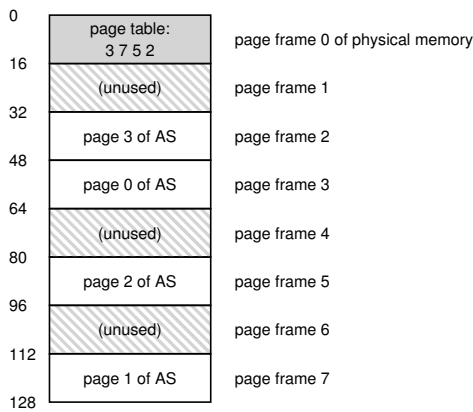 0
page table:
3 7 5 2
page frame 0 of physical memory
16
(unused)
page frame 1
32
page 3 of AS
page frame 2
48
page 0 of AS
page frame 3
64
(unused)
page frame 4
80
page 2 of AS
page frame 5
96
(unused)
page frame 6
112
page 1 of AS
page frame 7
128